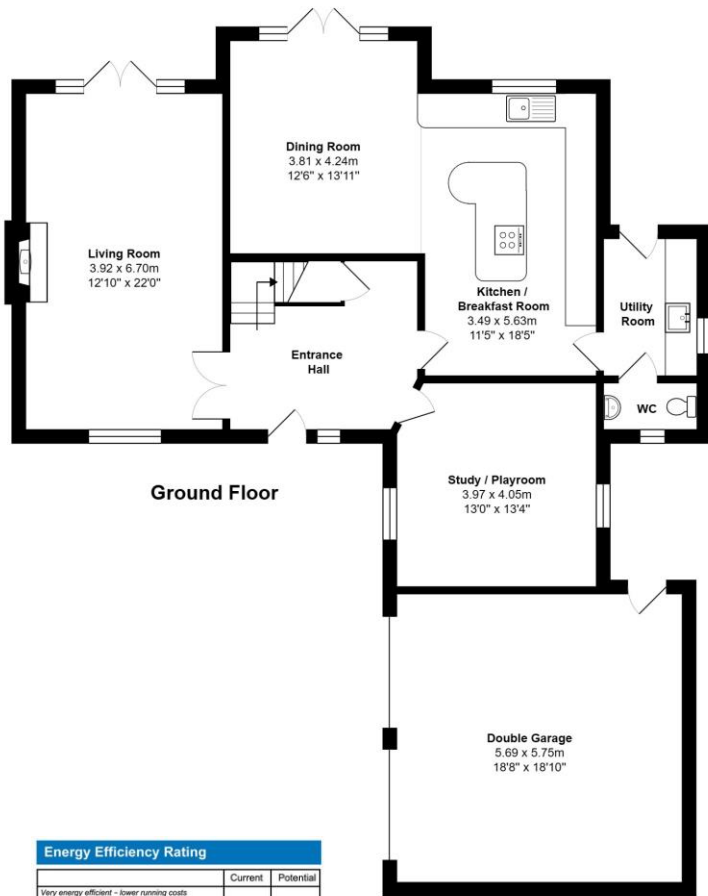 Dining Room
3.81 x 4.24m
12'6" x 13'11"
Living Room
3.92 x 6.70m
12'10" x 22'0"
Kitchen /
Breakfast Room
3.49 x 5.63m
11'5" x 18'5"
Utility
Room
Entrance
Hall
WC
Ground Floor
Study / Playroom
3.97 x 4.05m
13'0" x 13'4"
Double Garage
5.69 x 5.75m
18'8" x 18'10"
Energy Efficiency Rating
Current Potential
Very energy efficient - lower running costs